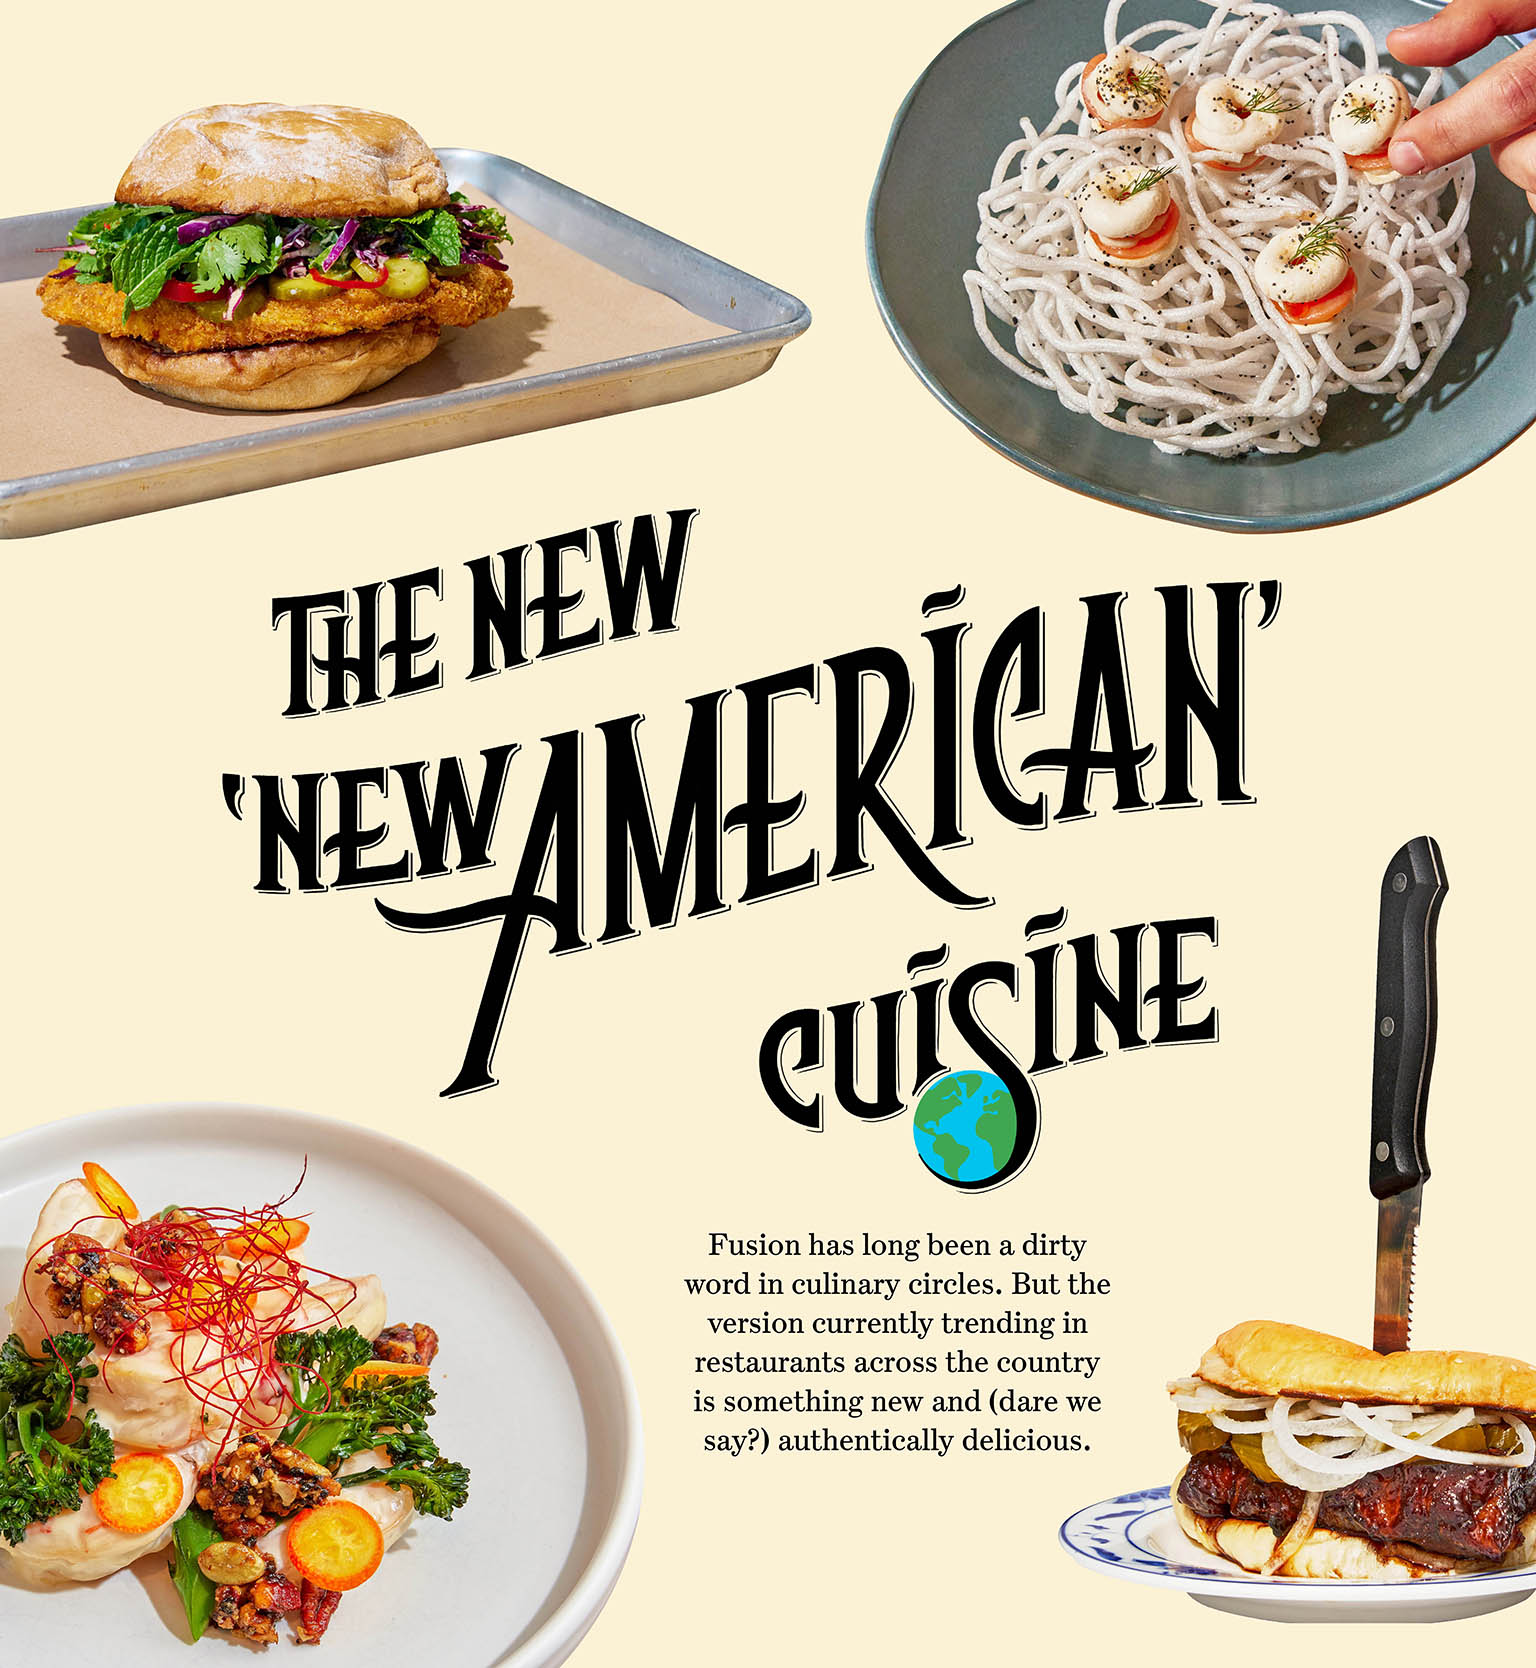 THE NEW
'NEW AMERICAN'
CUISINE
Fusion has long been a dirty
word in culinary circles. But the
version currently trending in
restaurants across the country
is something new and (dare we
say?) authentically delicious.